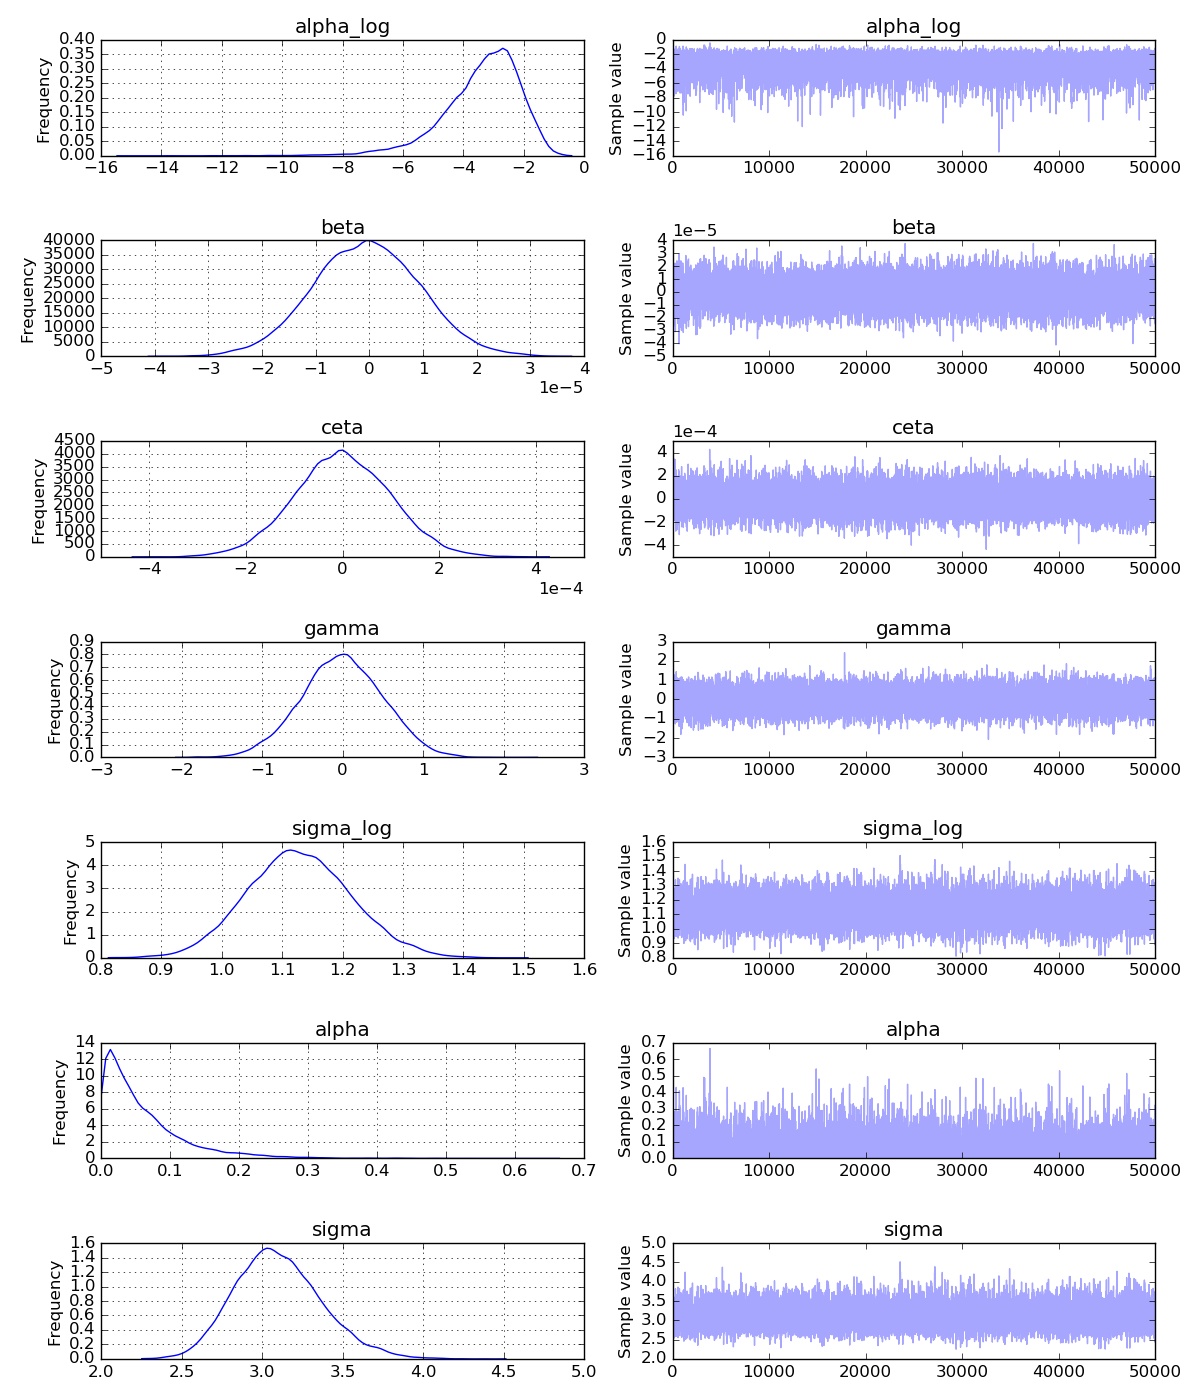 alpha_log
alpha_log
0.40
0.35
0.30
0.25
0.20
0.15
0.10
0.05
0.00
Frequency
−16 −14 −12 −10 −8 −6 −4 −2 0
0
−2
−4
−6
−8
−10
−12
−14
−16
Sample value
0 10000 20000 30000 40000 50000
beta
beta
40000
35000
30000
25000
20000
15000
10000
5000
0
Frequency
−5 −4 −3 −2 −1 0 1 2 3 4
1e−5
1e−5
4
3
2
1
0
−1
−2
−3
−4
−5
Sample value
0 10000 20000 30000 40000 50000
ceta
ceta
4500
4000
3500
3000
2500
2000
1500
1000
500
0
Frequency
−4 −2 0 2 4
1e−4
1e−4
4
2
0
−2
−4
Sample value
0 10000 20000 30000 40000 50000
gamma
gamma
0.9
0.8
0.7
0.6
0.5
0.4
0.3
0.2
0.1
0.0
Frequency
−3 −2 −1 0 1 2 3
3
2
1
0
−1
−2
−3
Sample value
0 10000 20000 30000 40000 50000
sigma_log
sigma_log
5
4
3
2
1
0
Frequency
0.8 0.9 1.0 1.1 1.2 1.3 1.4 1.5 1.6
1.6
1.5
1.4
1.3
1.2
1.1
1.0
0.9
0.8
Sample value
0 10000 20000 30000 40000 50000
alpha
alpha
14
12
10
8
6
4
2
0
Frequency
0.0 0.1 0.2 0.3 0.4 0.5 0.6 0.7
0.7
0.6
0.5
0.4
0.3
0.2
0.1
0.0
Sample value
0 10000 20000 30000 40000 50000
sigma
sigma
1.6
1.4
1.2
1.0
0.8
0.6
0.4
0.2
0.0
Frequency
2.0 2.5 3.0 3.5 4.0 4.5 5.0
5.0
4.5
4.0
3.5
3.0
2.5
2.0
Sample value
0 10000 20000 30000 40000 50000